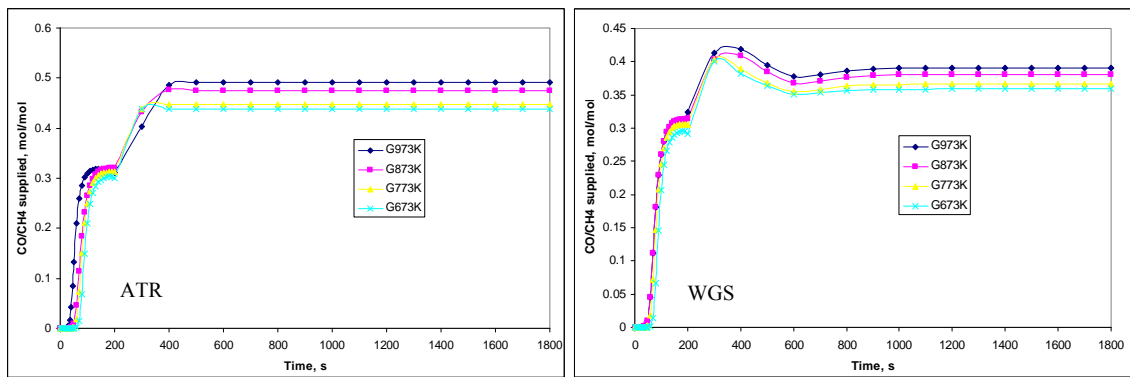 0.6
0.5
0.4
0.3
0.2
0.1
0
CO/CH4 supplied, mol/mol
G973K
G873K
G773K
G673K
ATR
0 200 400 600 800 1000 1200 1400 1600 1800
Time, s
0.45
0.4
0.35
0.3
0.25
0.2
0.15
0.1
0.05
0
CO/CH4 supplied, mol/mol
G973K
G873K
G773K
G673K
WGS
0 200 400 600 800 1000 1200 1400 1600 1800
Time, s